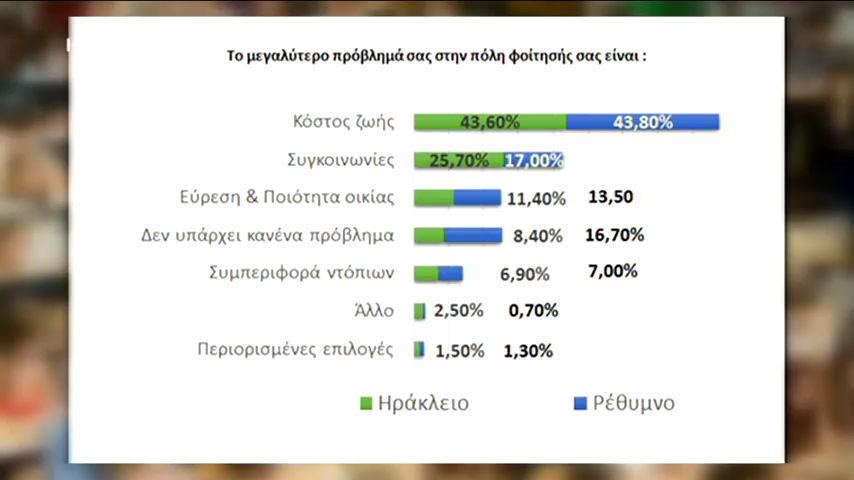 Το μεγαλύτερο πρόβλημά σας στην πόλη φοίτησής σας είναι :
Κόστος ζωής 43,60% 43,80%
Συγκοινωνίες 25,70% 17,00%
Εύρεση & Ποιότητα οικίας 11,40% 13,50
Δεν υπάρχει κανένα πρόβλημα 8,40% 16,70%
Συμπεριφορά ντόπιων 6,90% 7,00%
Άλλο 2,50% 0,70%
Περιορισμένες επιλογές 1,50% 1,30%
Ηράκλειο Ρέθυμνο